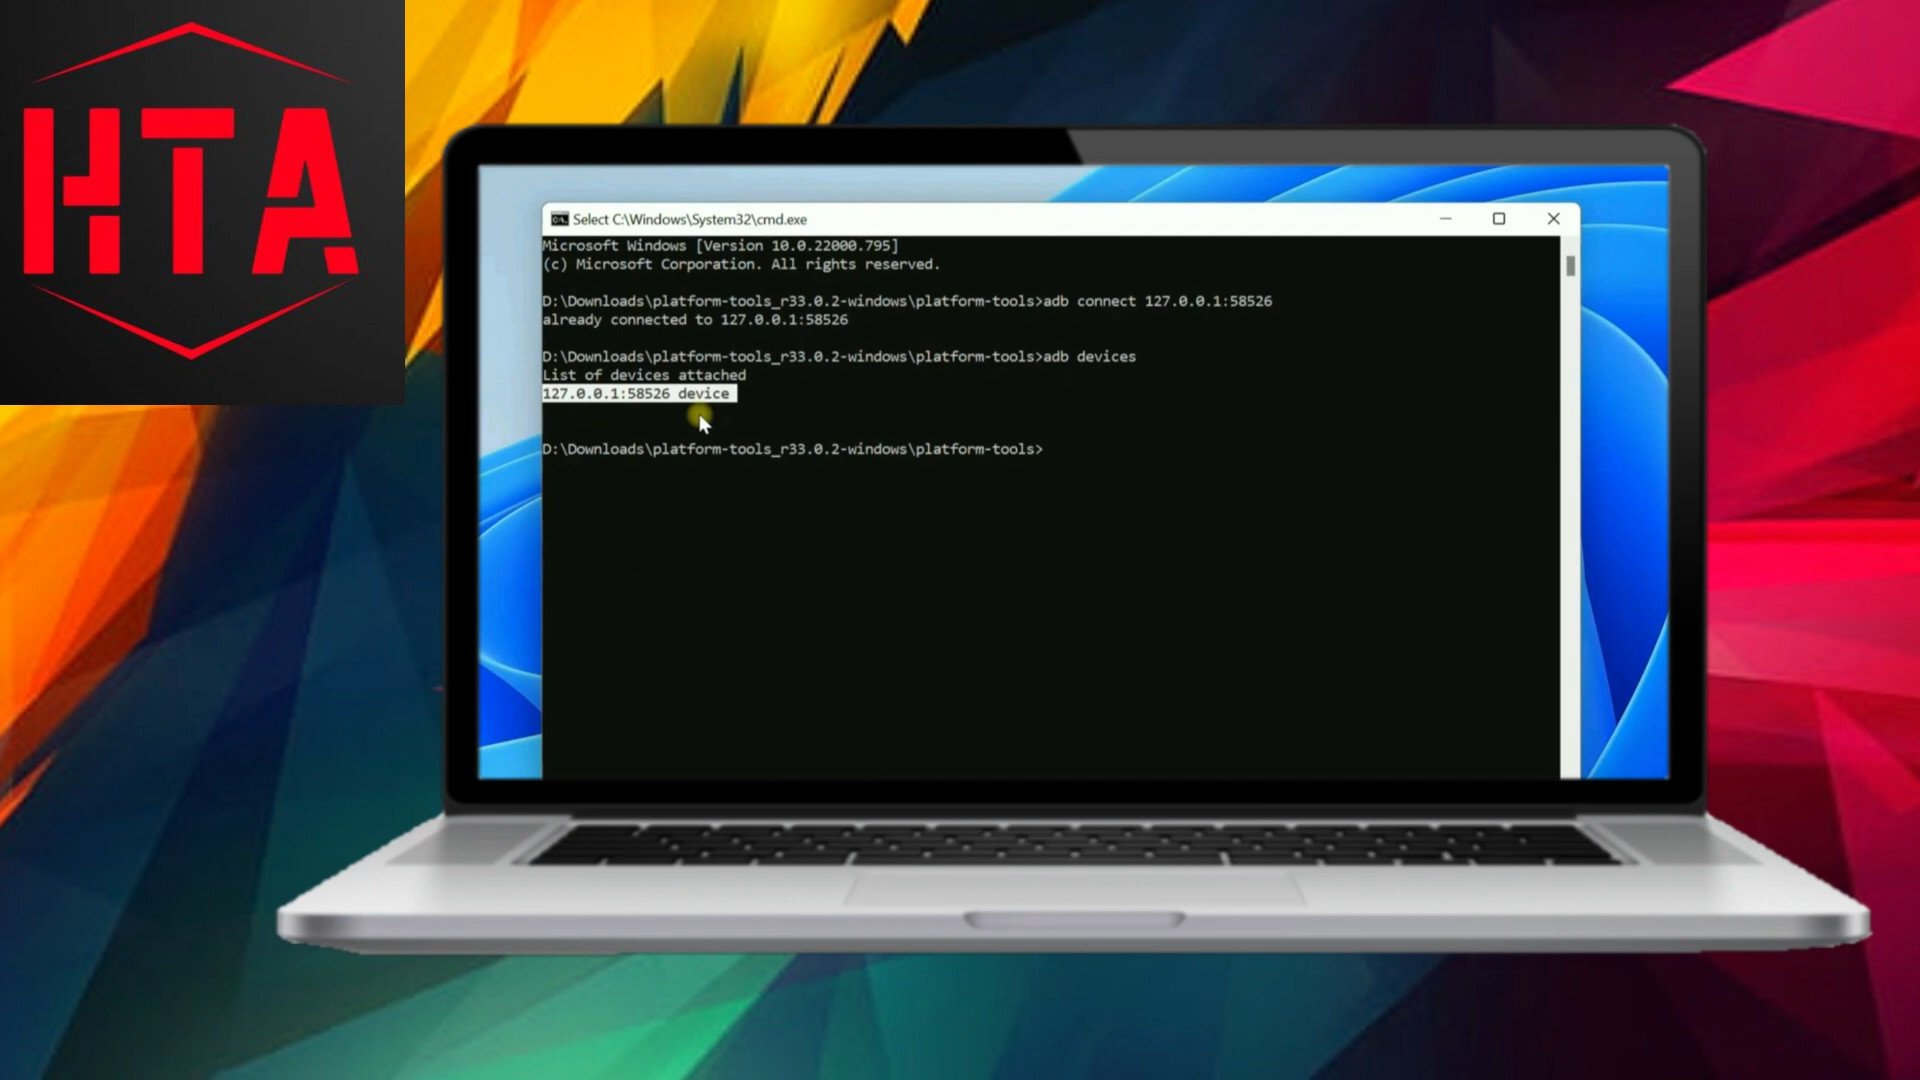 HTA
Select C:\Windows\System32\cmd.exe
Microsoft Windows [Version 10.0.22000.795]
(c) Microsoft Corporation. All rights reserved.
D:\Downloads\platform-tools_r33.0.2-windows\platform-tools>adb connect 127.0.0.1:58526
already connected to 127.0.0.1:58526
D:\Downloads\platform-tools_r33.0.2-windows\platform-tools>adb devices
List of devices attached
127.0.0.1:58526 device
D:\Downloads\platform-tools_r33.0.2-windows\platform-tools>